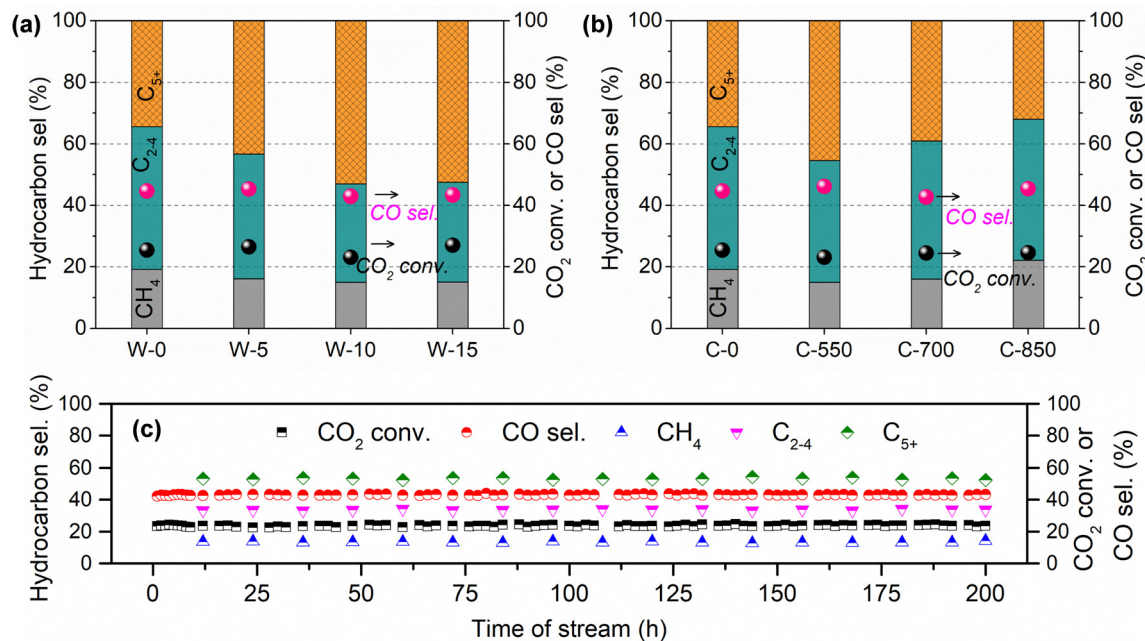 (a)
Hydrocarbon sel (%)
100
80
60
40
20
0
C5+
C2-4
CH4
CO sel.
CO2 conv.
W-0 W-5 W-10 W-15
100
80
60
40
20
0
CO2 conv. or CO sel (%)
(b)
Hydrocarbon sel (%)
100
80
60
40
20
0
C5+
C2-4
CH4
CO sel.
CO2 conv.
C-0 C-550 C-700 C-850
100
80
60
40
20
0
CO2 conv. or CO sel (%)
(c)
Hydrocarbon sel. (%)
100
80
60
40
20
0
CO2 conv. CO sel. CH4 C2-4 C5+
100
80
60
40
20
0
CO2 conv. or
CO sel. (%)
0 25 50 75 100 125 150 175 200
Time of stream (h)